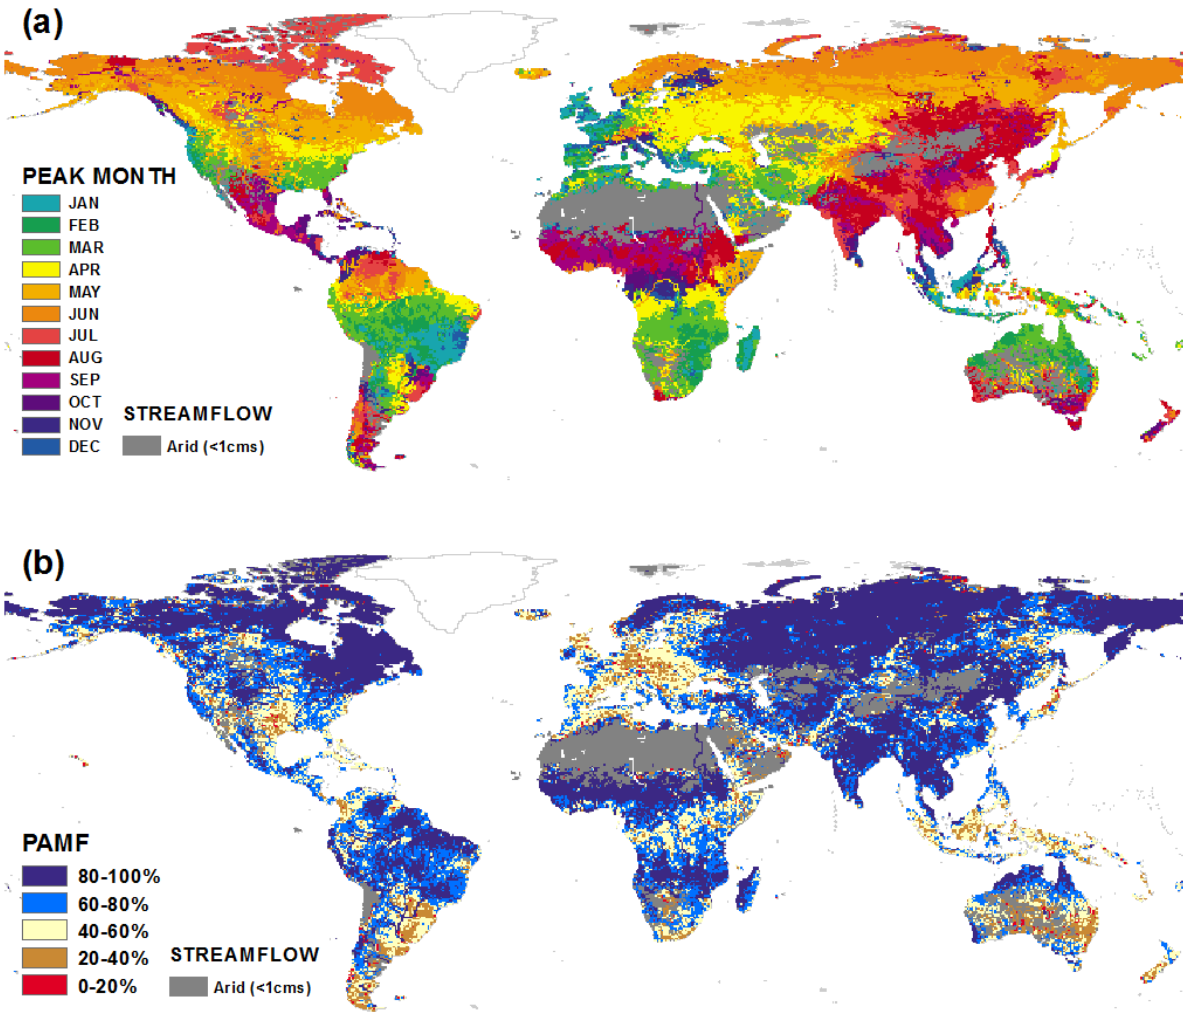 (a)
PEAK MONTH
JAN
FEB
MAR
APR
MAY
JUN
JUL
AUG
SEP
OCT
NOV
DEC
STREAMFLOW
Arid (<1cms)
(b)
PAMF
80-100%
60-80%
40-60%
20-40%
0-20%
STREAMFLOW
Arid (<1cms)